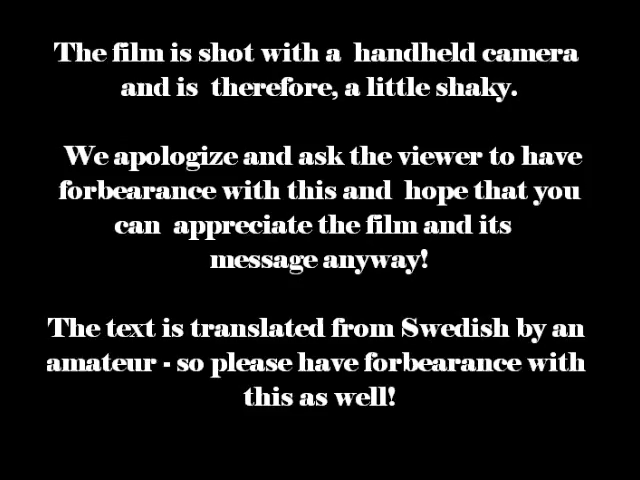 The film is shot with a handheld camera
and is therefore, a little shaky.
We apologize and ask the viewer to have
forbearance with this and hope that you
can appreciate the film and its
message anyway!
The text is translated from Swedish by an
amateur - so please have forbearance with
this as well!